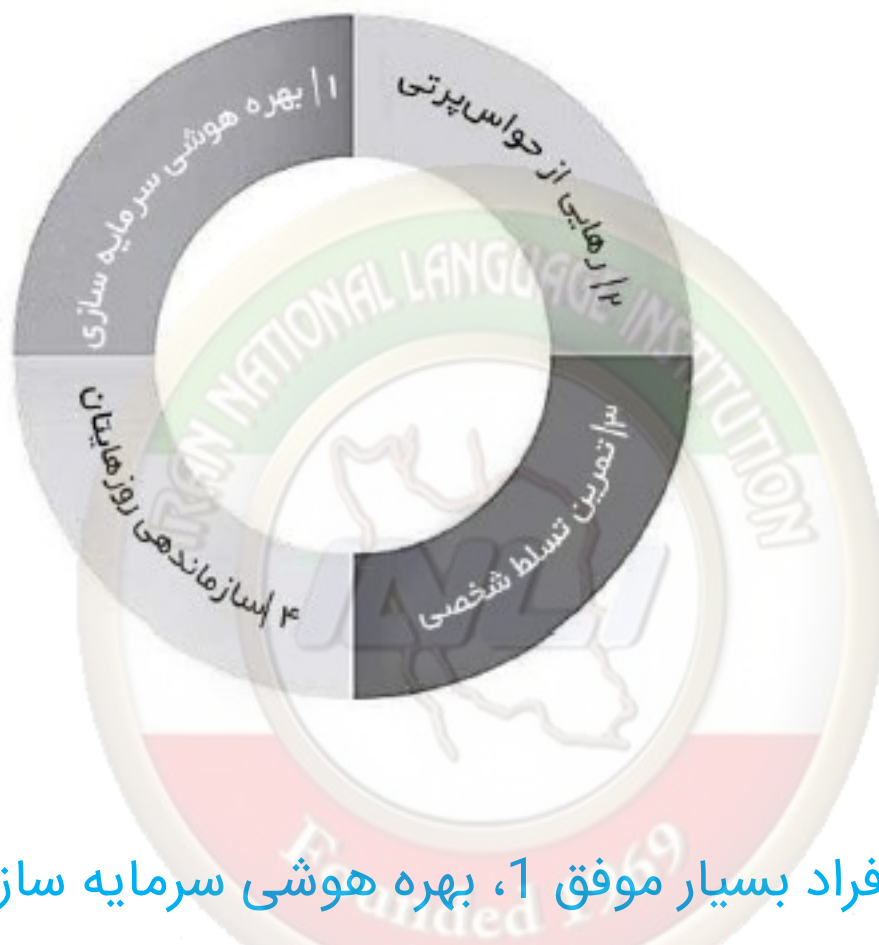 ۱| بهره هوشی سرمایه سازی
۲| رهایی از حواس‌پرتی
۳| تمرین تسلط شخصی
۴| سازماندهی روزهایتان
IRAN NATIONAL LANGUAGE INSTITUTION
INLI
Founded 1969
فراد بسیار موفق 1، بهره هوشی سرمایه ساز